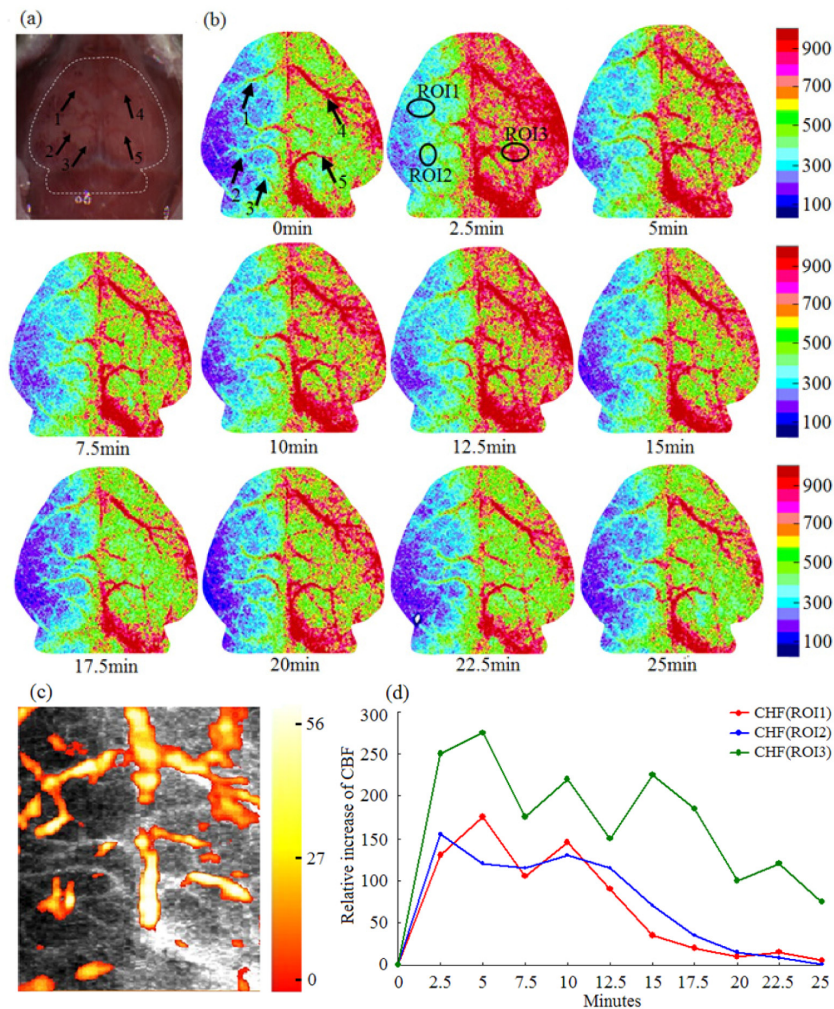 (a)
(b)
1
2
3
4
5
1
2
3
4
5
0min
ROI1
ROI2
ROI3
2.5min
5min
900
700
500
300
100
7.5min
10min
12.5min
15min
900
700
500
300
100
17.5min
20min
22.5min
25min
900
700
500
300
100
(c)
56
27
0
(d)
CHF(ROI1)
CHF(ROI2)
CHF(ROI3)
Relative increase of CBF
300
250
200
150
100
50
0
0
2.5
5
7.5
10
12.5
15
17.5
20
22.5
25
Minutes